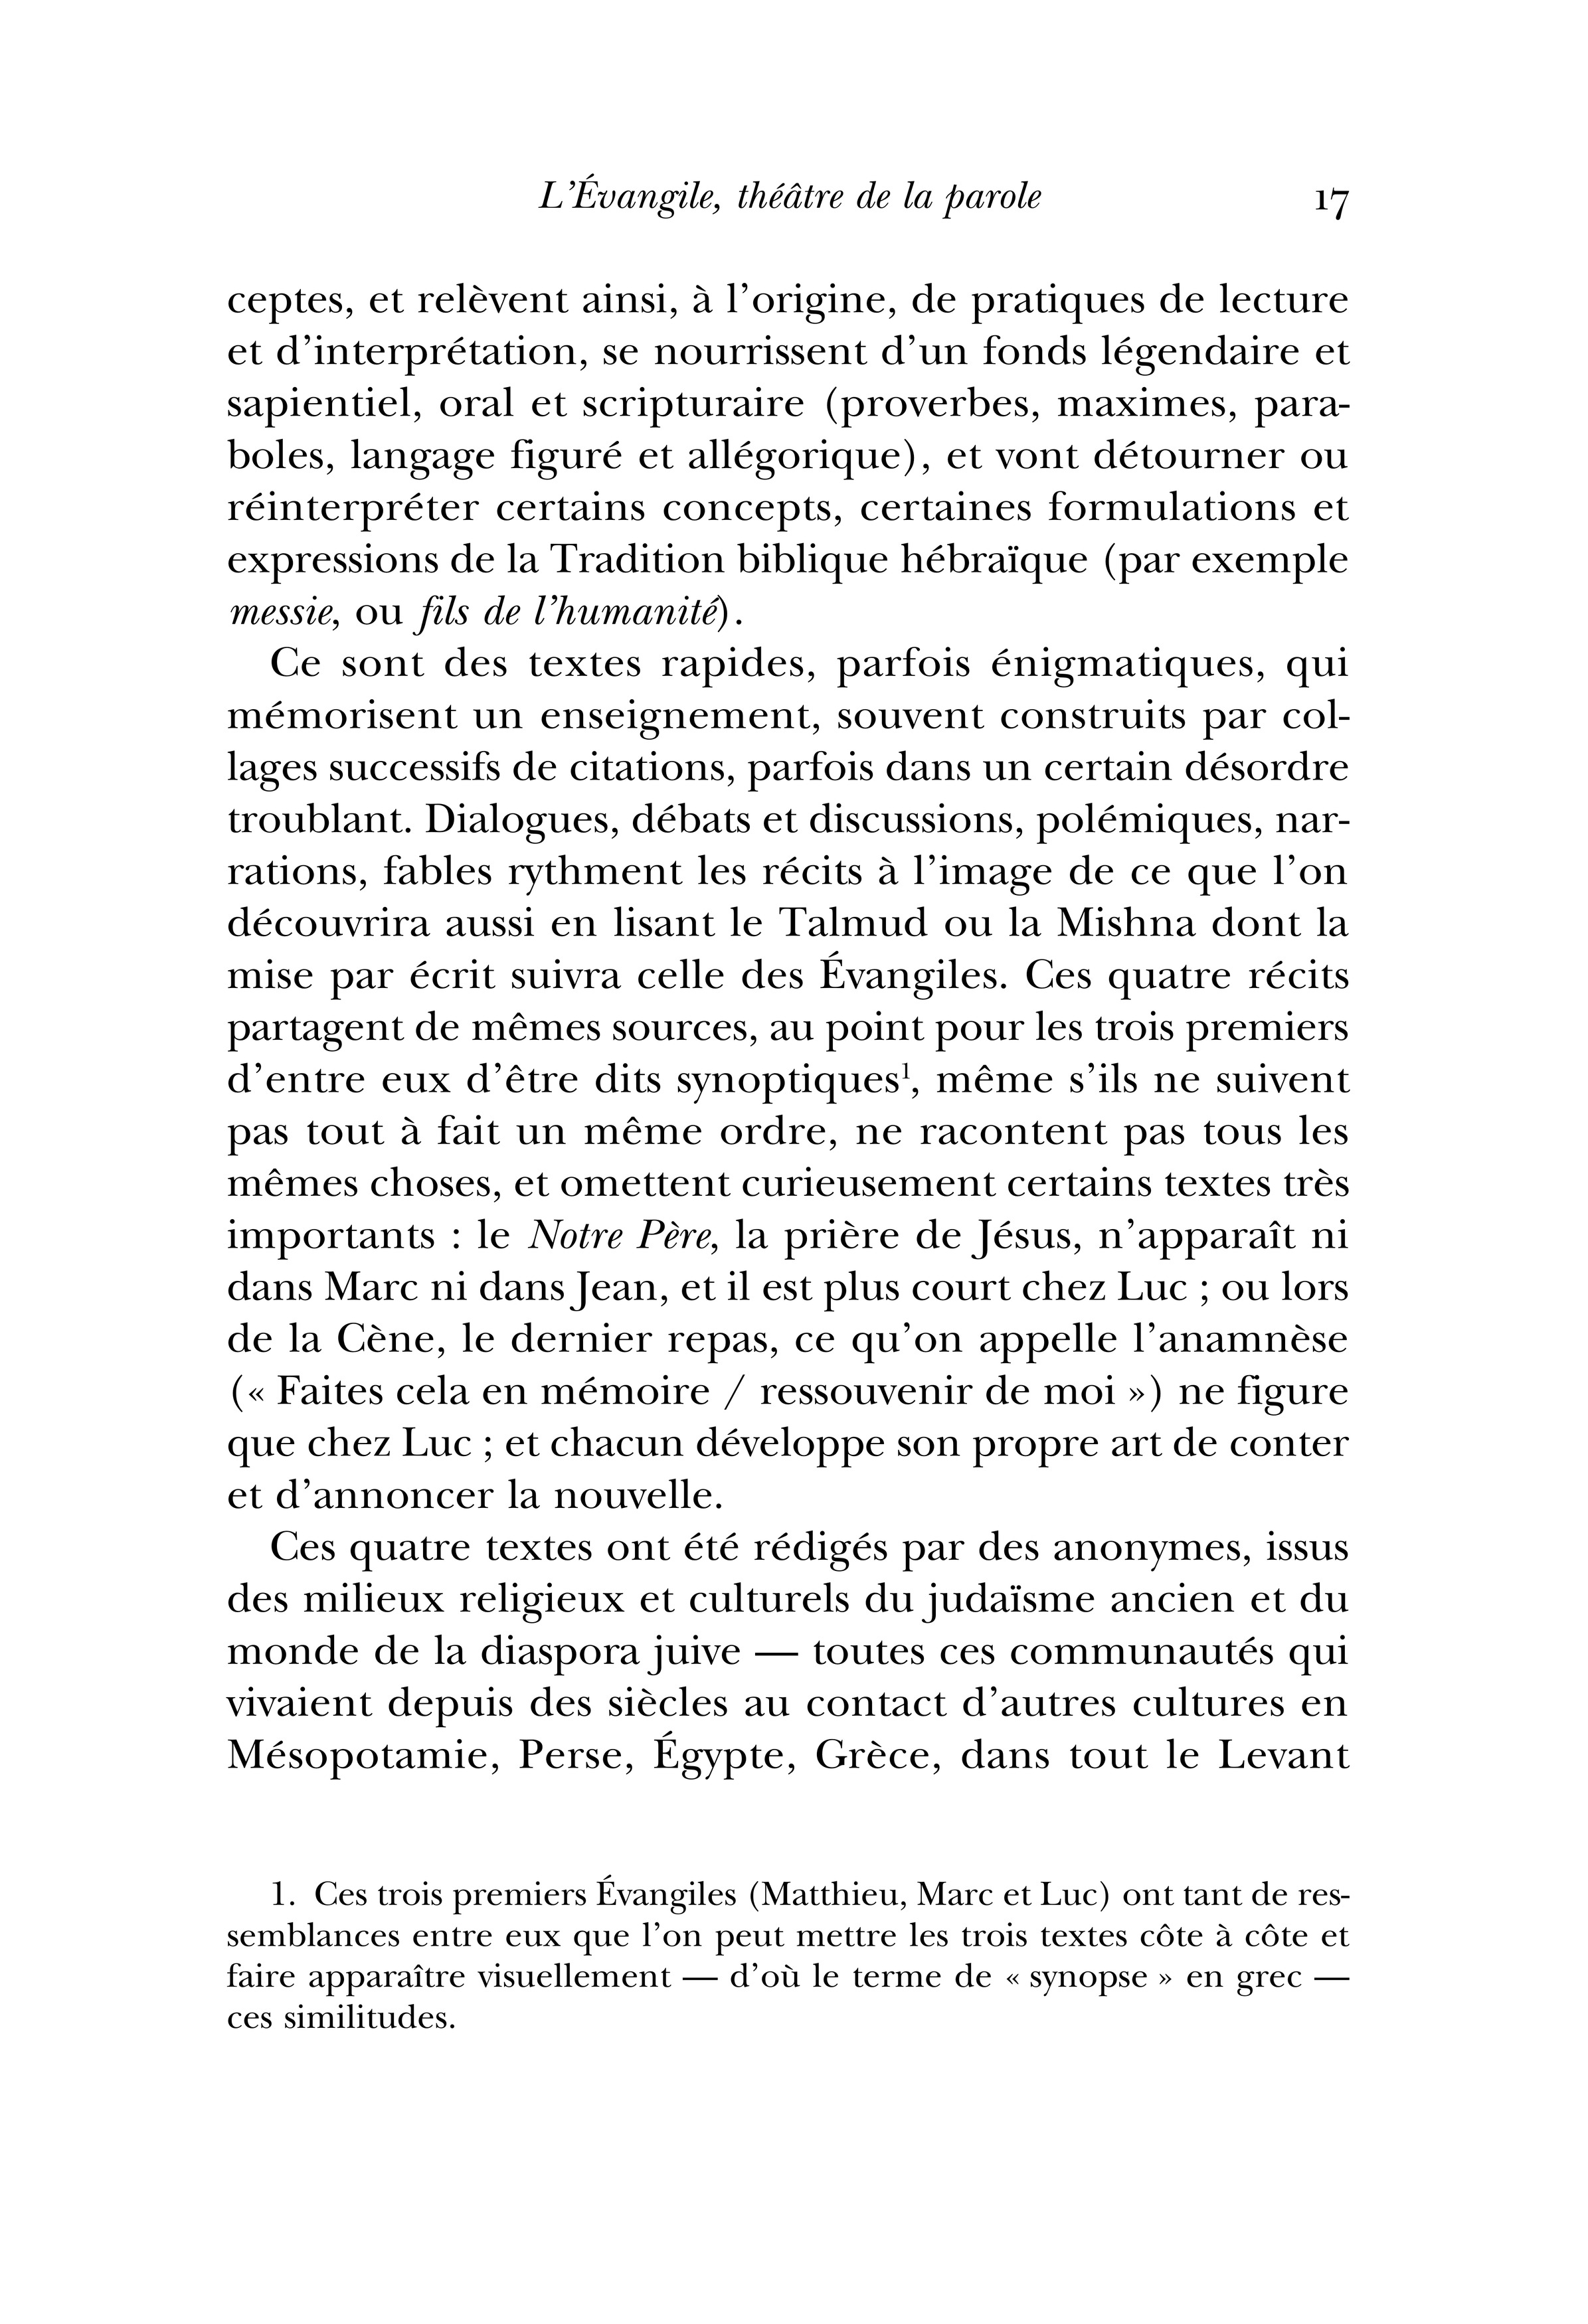 L’Évangile, théâtre de la parole 17
ceptes, et relèvent ainsi, à l’origine, de pratiques de lecture
et d’interprétation, se nourrissent d’un fonds légendaire et
sapientiel, oral et scripturaire (proverbes, maximes, para-
boles, langage figuré et allégorique), et vont détourner ou
réinterpréter certains concepts, certaines formulations et
expressions de la Tradition biblique hébraïque (par exemple
messie, ou fils de l’humanité).
Ce sont des textes rapides, parfois énigmatiques, qui
mémorisent un enseignement, souvent construits par col-
lages successifs de citations, parfois dans un certain désordre
troublant. Dialogues, débats et discussions, polémiques, nar-
rations, fables rythment les récits à l’image de ce que l’on
découvrira aussi en lisant le Talmud ou la Mishna dont la
mise par écrit suivra celle des Évangiles. Ces quatre récits
partagent de mêmes sources, au point pour les trois premiers
d’entre eux d’être dits synoptiques¹, même s’ils ne suivent
pas tout à fait un même ordre, ne racontent pas tous les
mêmes choses, et omettent curieusement certains textes très
importants : le Notre Père, la prière de Jésus, n’apparaît ni
dans Marc ni dans Jean, et il est plus court chez Luc ; ou lors
de la Cène, le dernier repas, ce qu’on appelle l’anamnèse
(« Faites cela en mémoire / ressouvenir de moi ») ne figure
que chez Luc ; et chacun développe son propre art de conter
et d’annoncer la nouvelle.
Ces quatre textes ont été rédigés par des anonymes, issus
des milieux religieux et culturels du judaïsme ancien et du
monde de la diaspora juive — toutes ces communautés qui
vivaient depuis des siècles au contact d’autres cultures en
Mésopotamie, Perse, Égypte, Grèce, dans tout le Levant
1. Ces trois premiers Évangiles (Matthieu, Marc et Luc) ont tant de res-
semblances entre eux que l’on peut mettre les trois textes côte à côte et
faire apparaître visuellement — d’où le terme de « synopse » en grec —
ces similitudes.